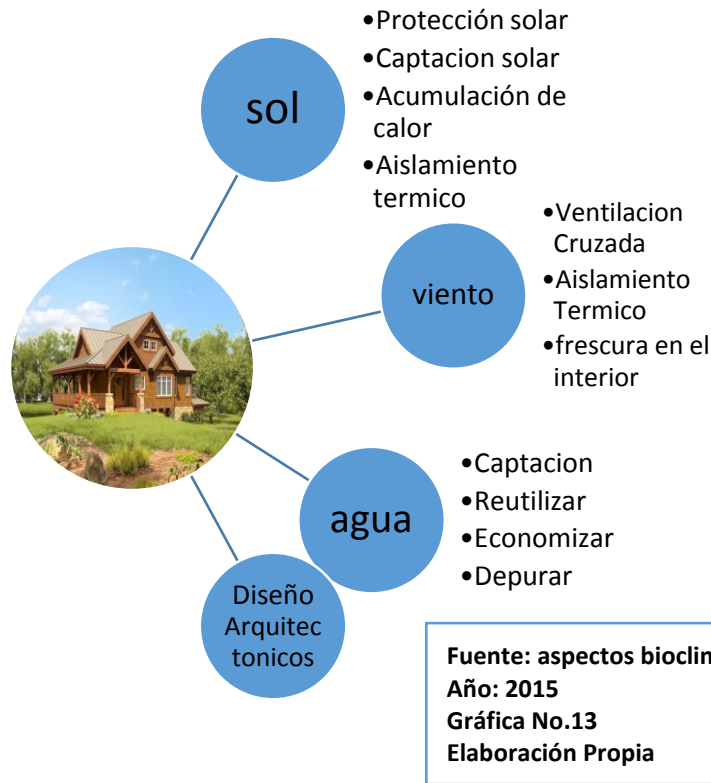 sol
•Protección solar
•Captacion solar
•Acumulación de
calor
•Aislamiento
termico
viento
•Ventilacion
Cruzada
•Aislamiento
Termico
•frescura en el
interior
agua
•Captacion
•Reutilizar
•Economizar
•Depurar
Diseño
Arquitec
tonicos
Fuente: aspectos bioclin
Año: 2015
Gráfica No.13
Elaboración Propia